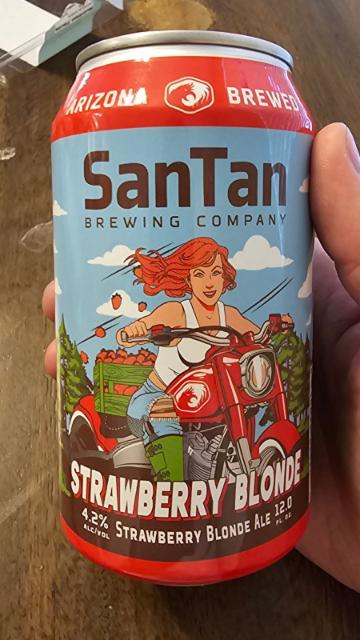 ARIZONA BREWED
SanTan
BREWING COMPANY
STRAWBERRY BLONDE
4.2% ALC/VOL STRAWBERRY BLONDE ALE 12.0 FL OZ